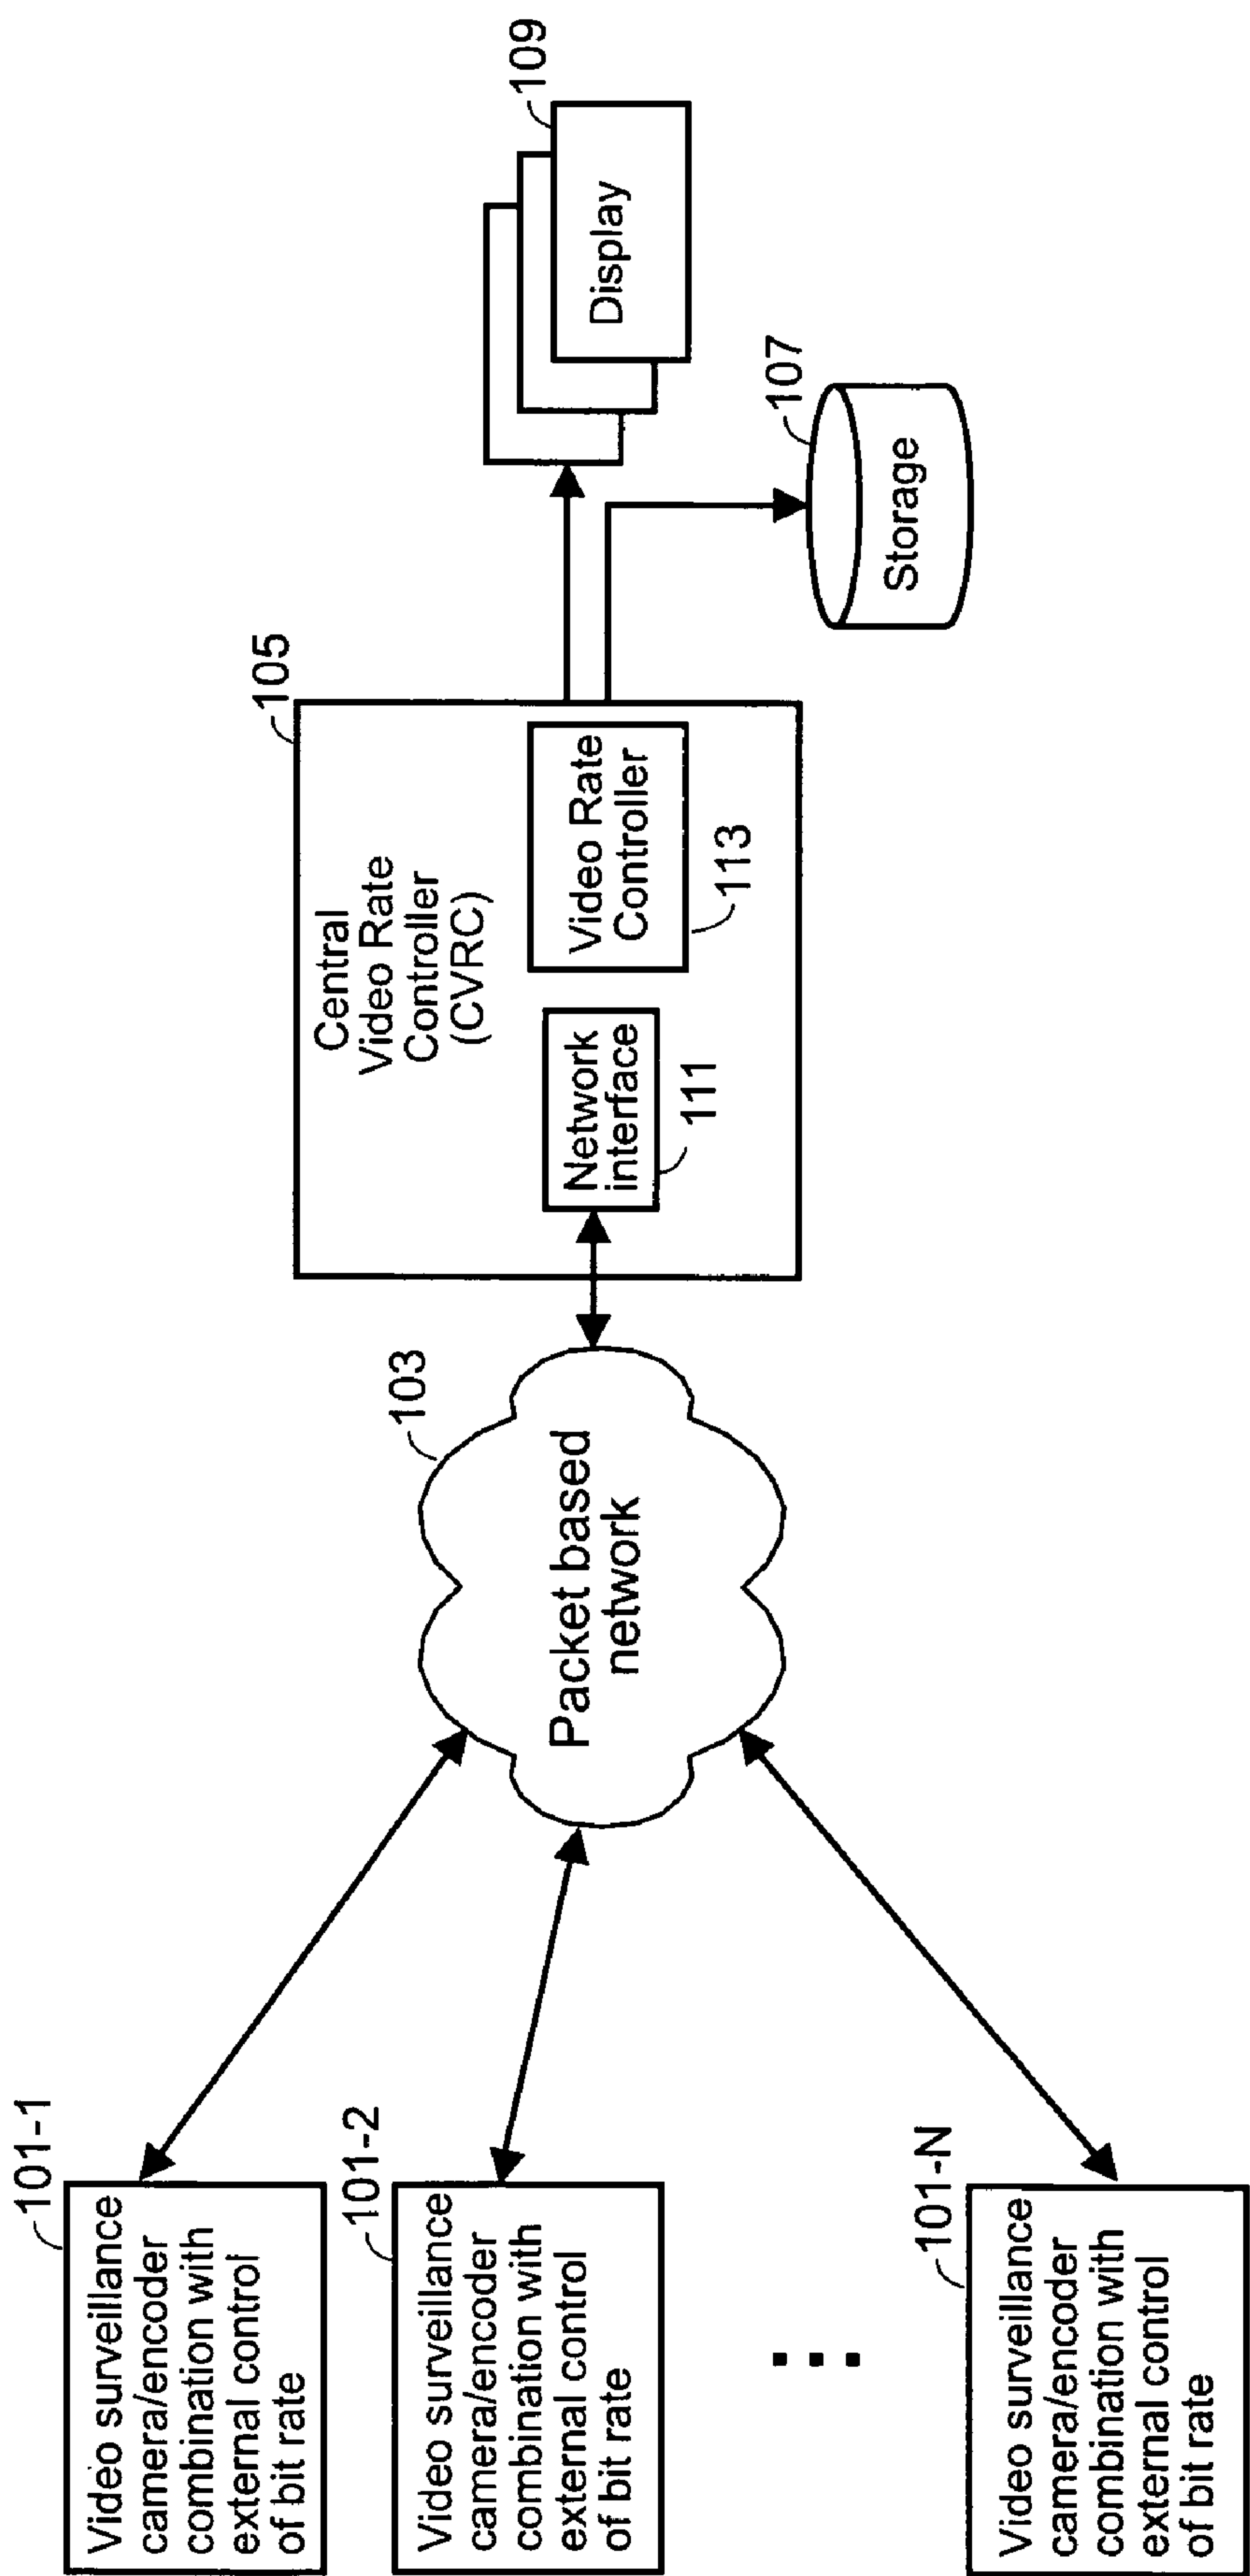 101-1
Video surveillance
camera/encoder
combination with
external control
of bit rate
101-2
Video surveillance
camera/encoder
combination with
external control
of bit rate
101-N
Video surveillance
camera/encoder
combination with
external control
of bit rate
103
Packet based
network
105
Central
Video Rate
Controller
(CVRC)
Network
interface
111
Video Rate
Controller
113
109
Display
107
Storage